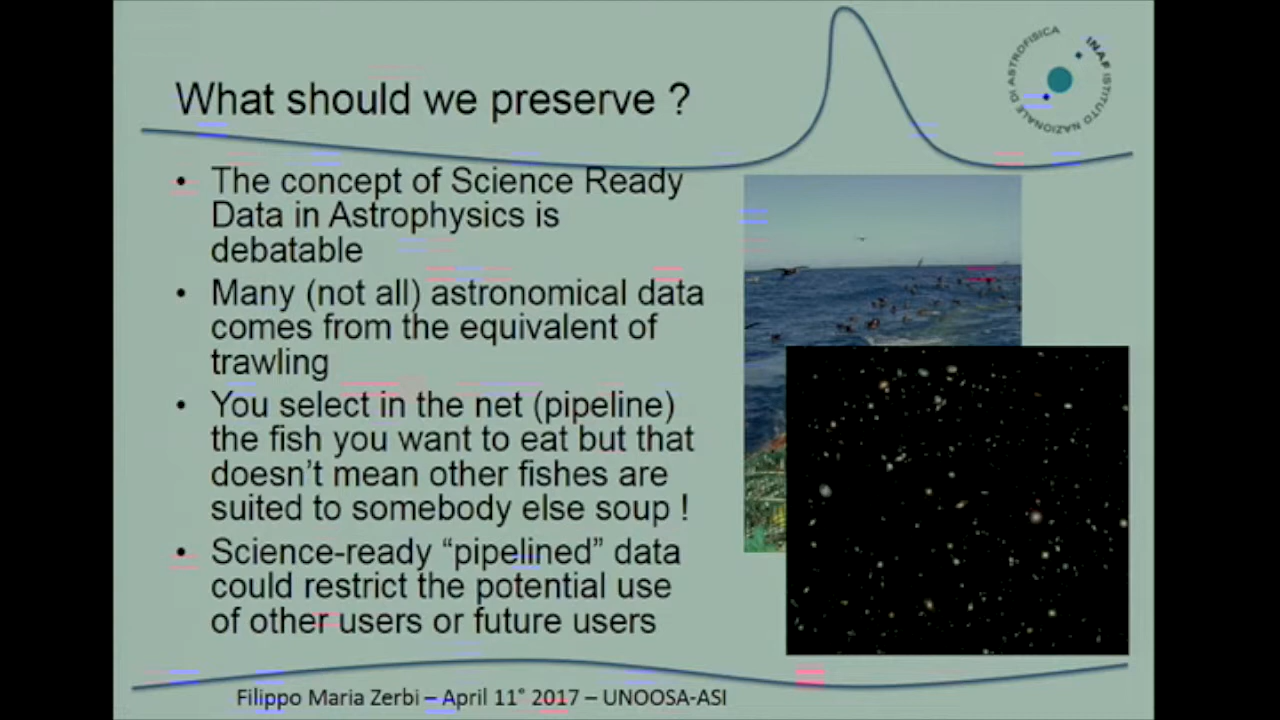 What should we preserve ?
INAF ISTITUTO NAZIONALE DI ASTROFISICA
• The concept of Science Ready
Data in Astrophysics is
debatable
• Many (not all) astronomical data
comes from the equivalent of
trawling
• You select in the net (pipeline)
the fish you want to eat but that
doesn't mean other fishes are
suited to somebody else soup !
• Science-ready “pipelined” data
could restrict the potential use
of other users or future users
Filippo Maria Zerbi – April 11° 2017 – UNOOSA-ASI